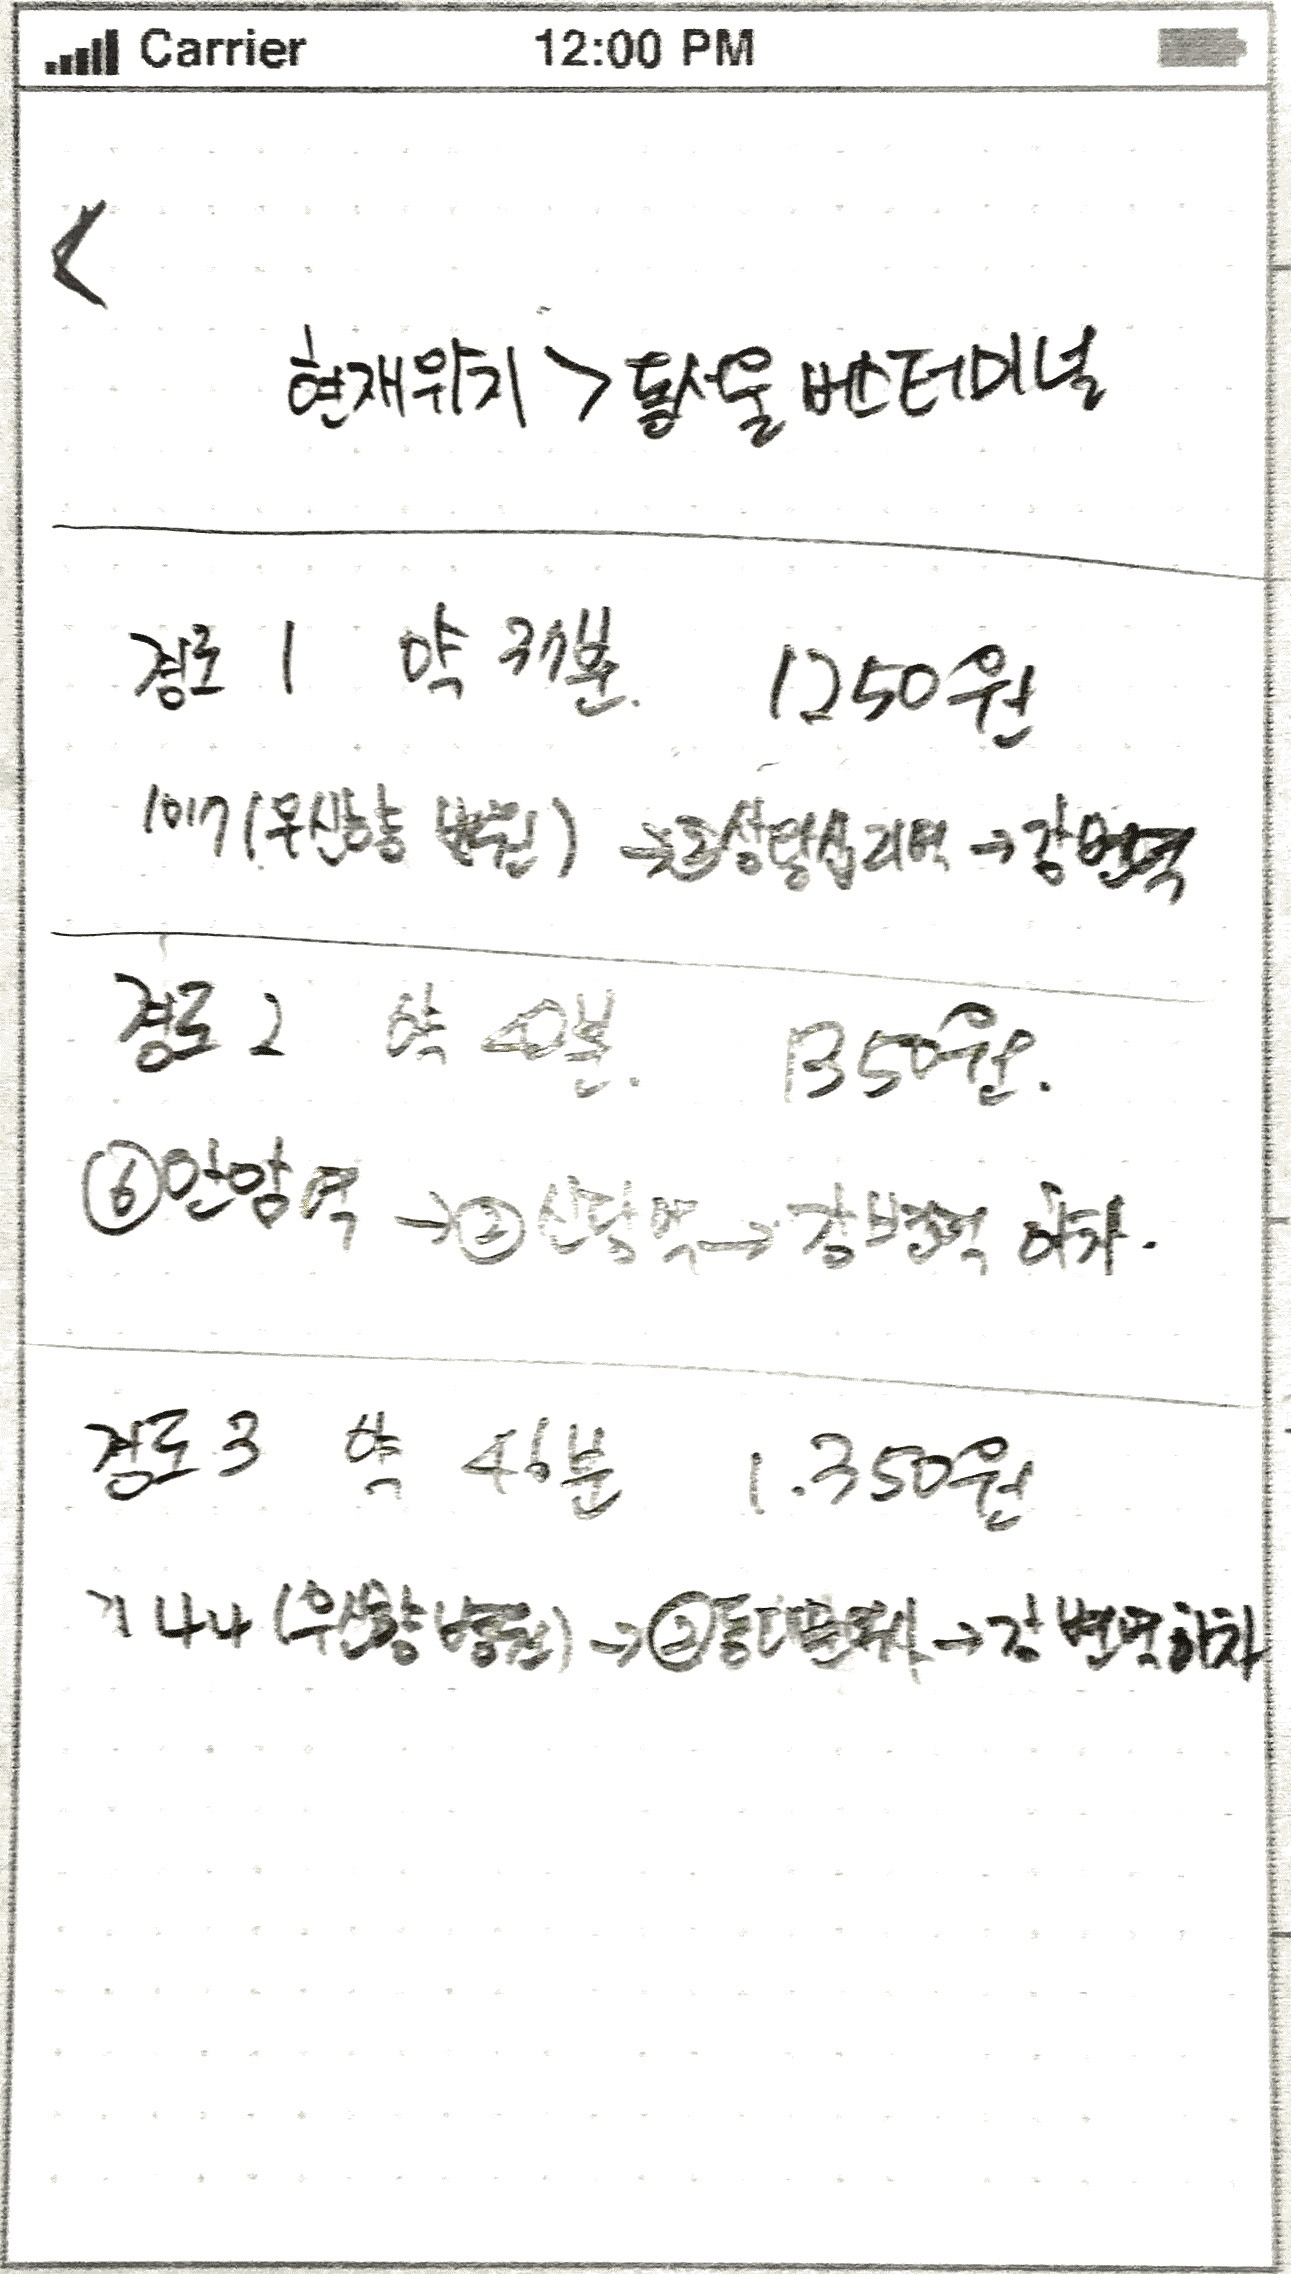 Carrier 12:00 PM
<
현재위치 > 동서울 버스터미널
경로 1 약 37분. 1250원
1017 (우신향병원) → ② 상왕십리역 → 강변역
경로 2 약 40분. 1350원.
⑥ 안암역 → ② 신당역 → 강변역 하차.
경로 3 약 46분 1.350원
(우신향병원) → ② 동대문역사 → 강변역하차